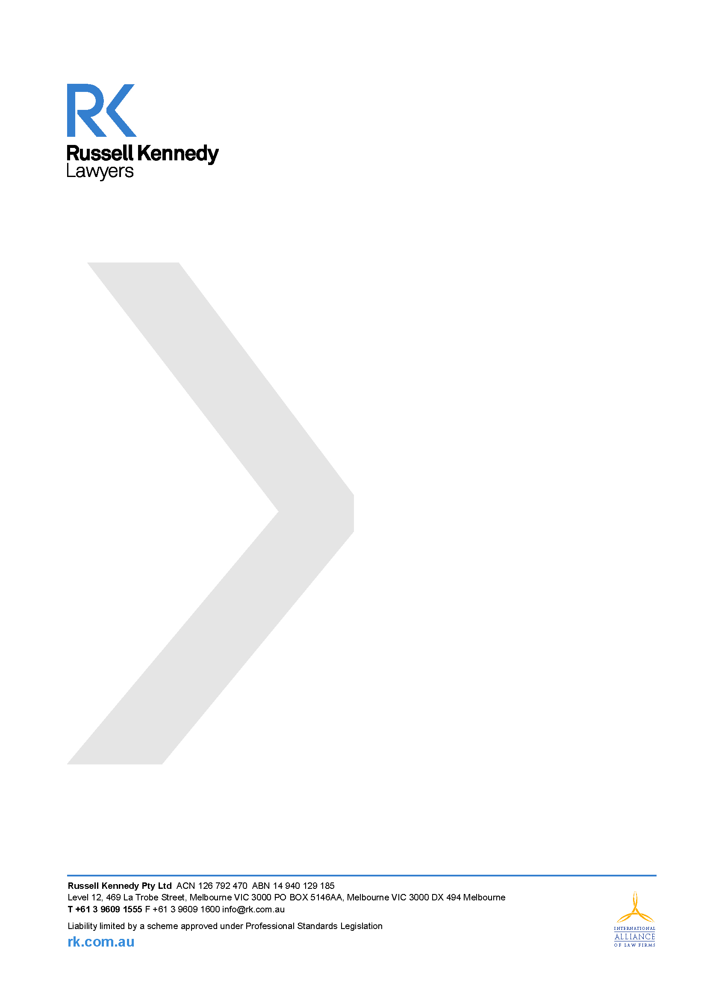 RK
Russell Kennedy
Lawyers
Russell Kennedy Pty Ltd ACN 126 792 470 ABN 14 940 129 185
Level 12, 469 La Trobe Street, Melbourne VIC 3000 PO BOX 5146AA, Melbourne VIC 3000 DX 494 Melbourne
T +61 3 9609 1555 F +61 3 9609 1600 info@rk.com.au
Liability limited by a scheme approved under Professional Standards Legislation
rk.com.au
INTERNATIONAL
ALLIANCE
OF LAW FIRMS